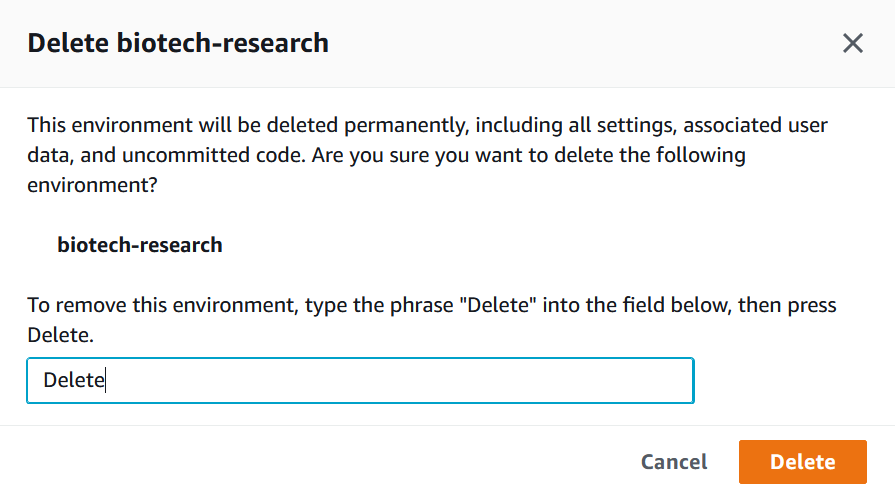 Delete biotech-research
This environment will be deleted permanently, including all settings, associated user
data, and uncommitted code. Are you sure you want to delete the following
environment?
biotech-research
To remove this environment, type the phrase "Delete" into the field below, then press
Delete.
Delete
Cancel
Delete